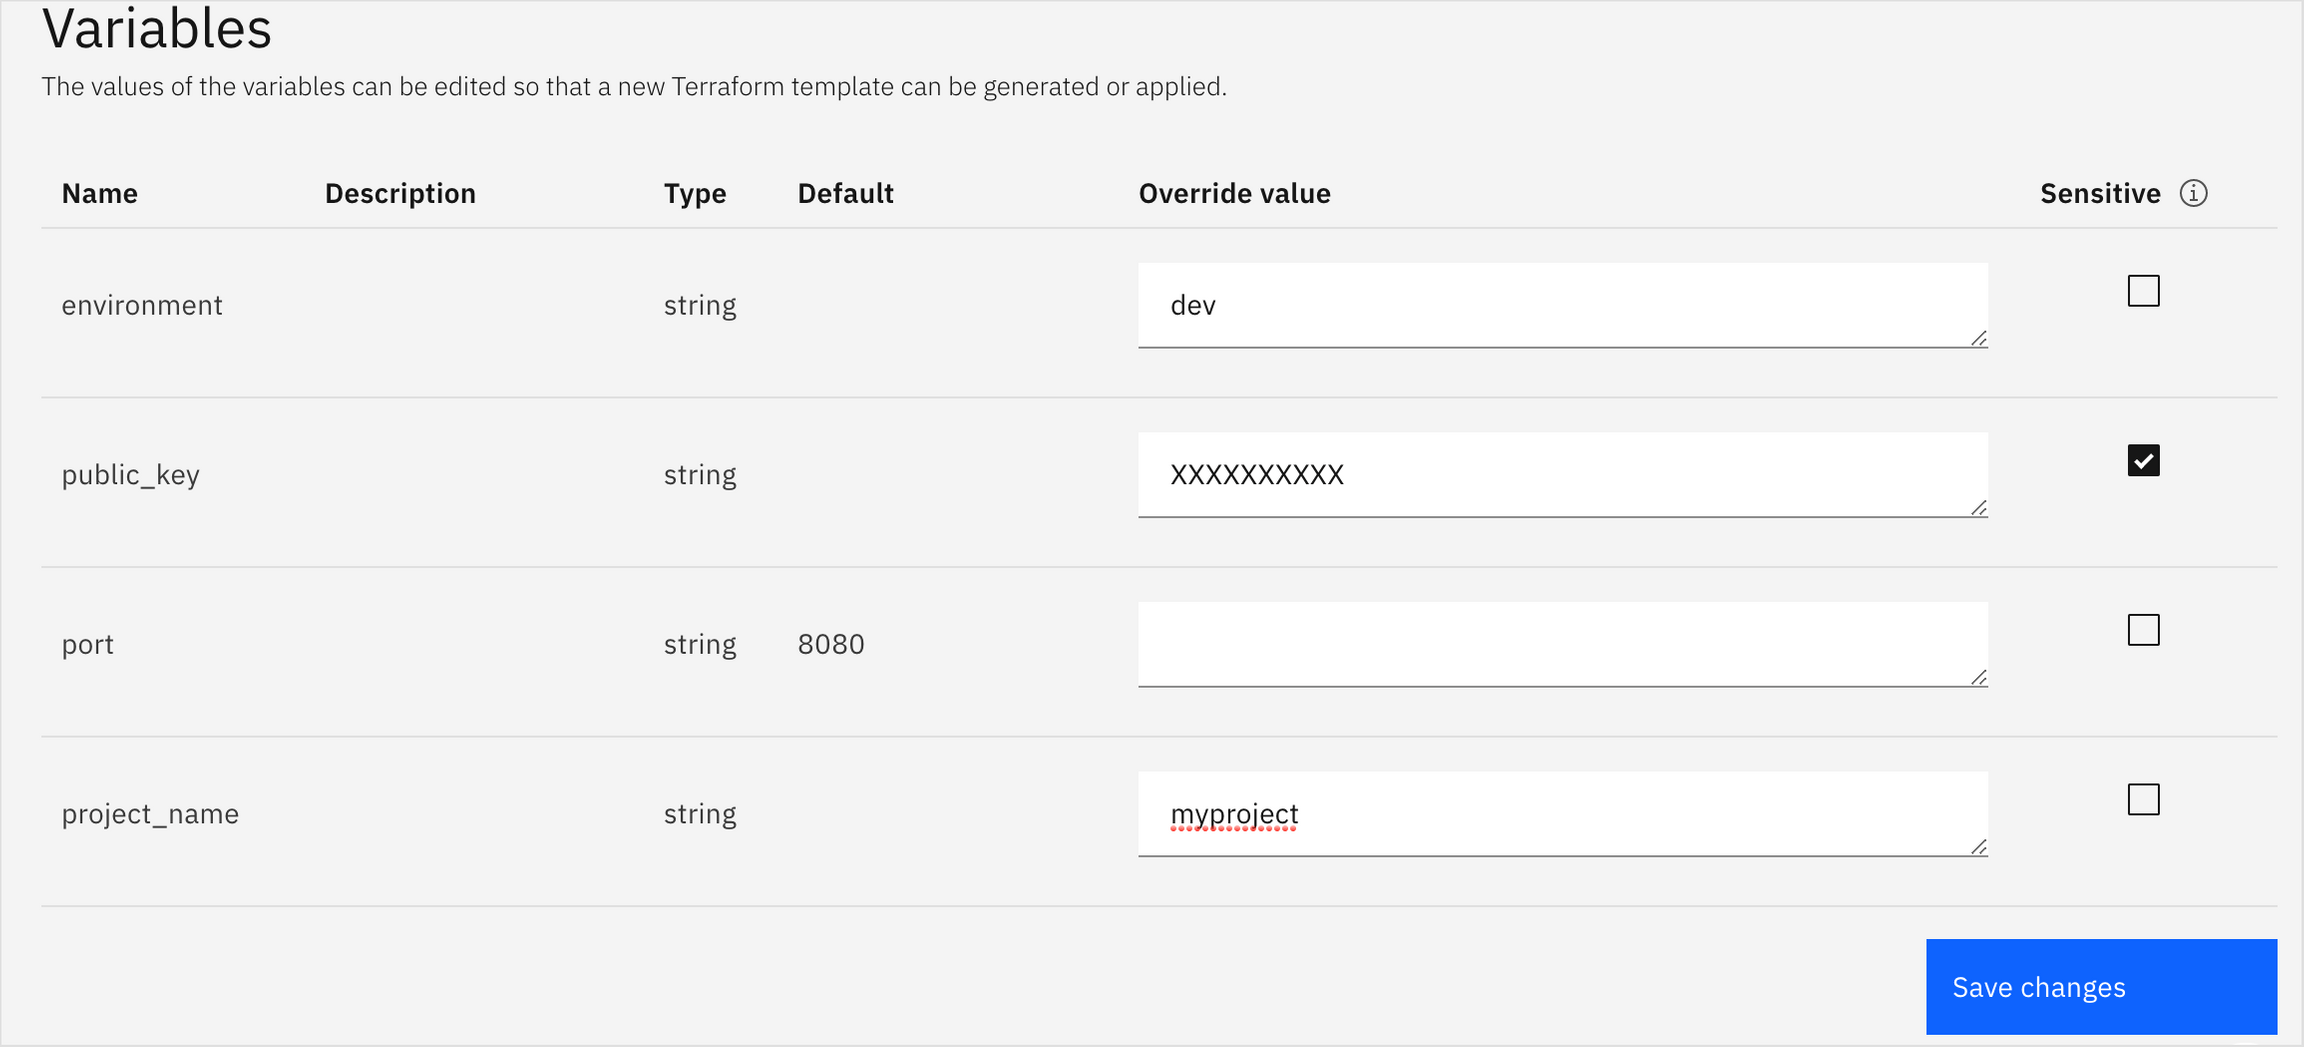 Variables
The values of the variables can be edited so that a new Terraform template can be generated or applied.
Name Description Type Default Override value Sensitive
environment string dev
public_key string XXXXXXXXXX
port string 8080
project_name string myproject
Save changes